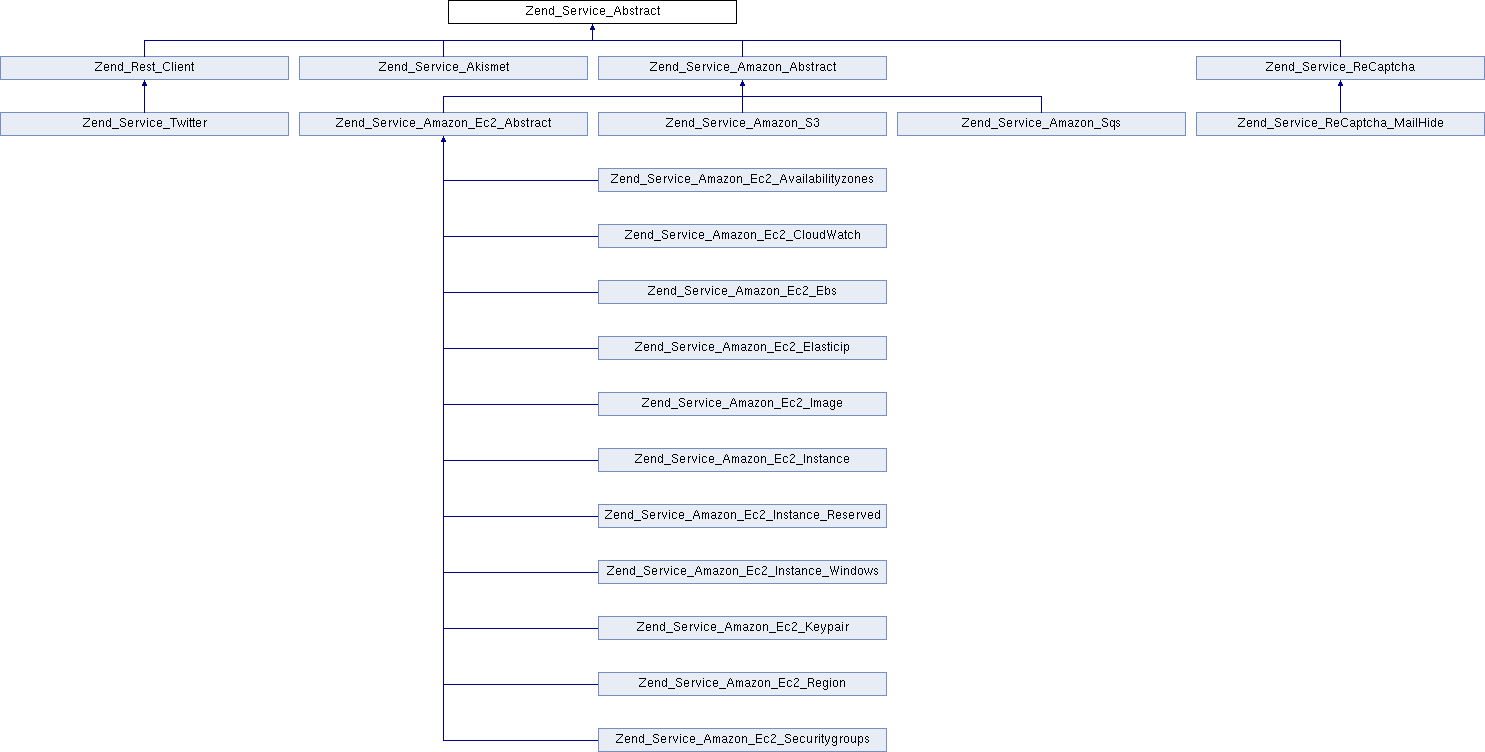 Zend_Service_Abstract
Zend_Rest_Client
Zend_Service_Akismet
Zend_Service_Amazon_Abstract
Zend_Service_ReCaptcha
Zend_Service_Twitter
Zend_Service_Amazon_Ec2_Abstract
Zend_Service_Amazon_S3
Zend_Service_Amazon_Sqs
Zend_Service_ReCaptcha_MailHide
Zend_Service_Amazon_Ec2_Availabilityzones
Zend_Service_Amazon_Ec2_CloudWatch
Zend_Service_Amazon_Ec2_Ebs
Zend_Service_Amazon_Ec2_Elasticip
Zend_Service_Amazon_Ec2_Image
Zend_Service_Amazon_Ec2_Instance
Zend_Service_Amazon_Ec2_Instance_Reserved
Zend_Service_Amazon_Ec2_Instance_Windows
Zend_Service_Amazon_Ec2_Keypair
Zend_Service_Amazon_Ec2_Region
Zend_Service_Amazon_Ec2_Securitygroups